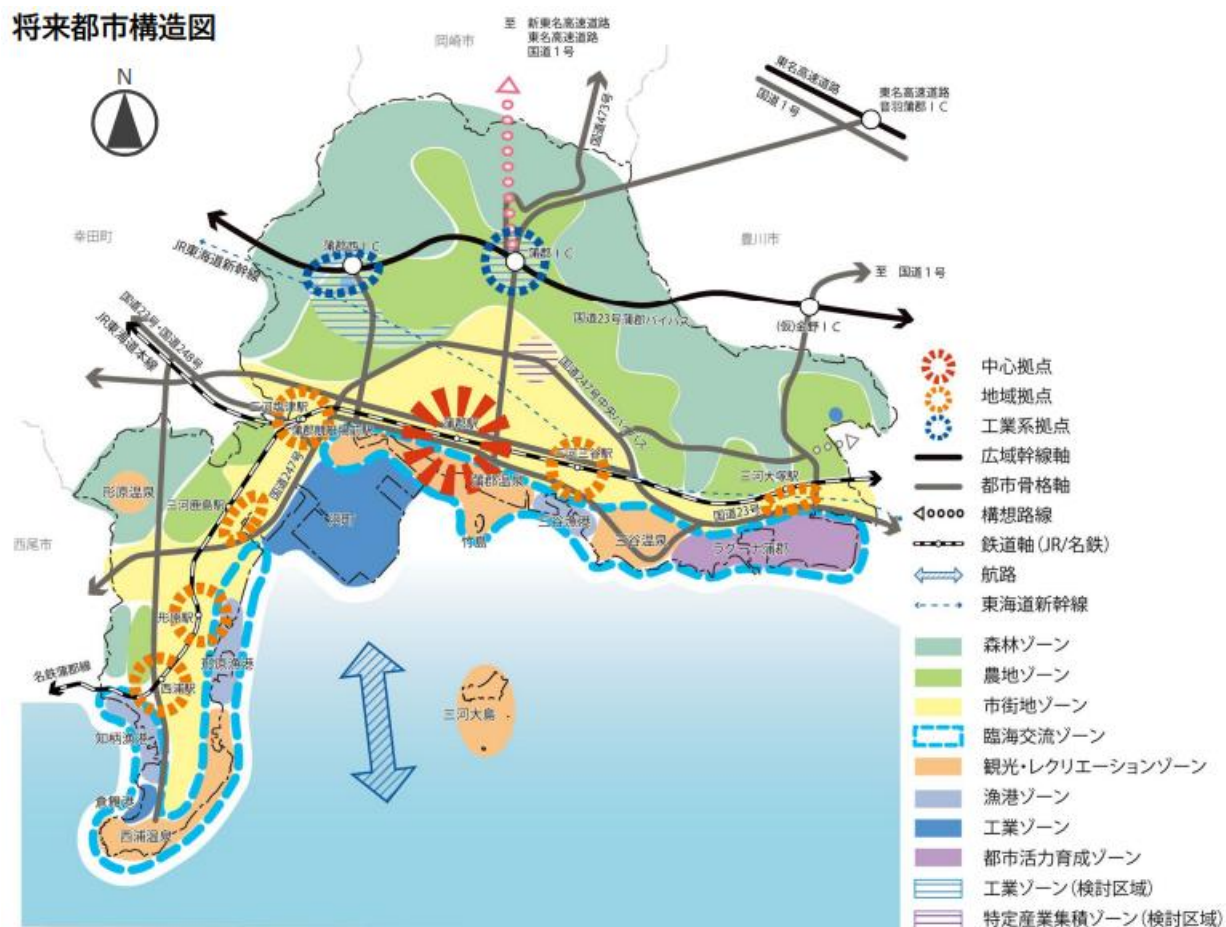 将来都市構造図
N
至 新東名高速道路
東名高速道路
国道1号
岡崎市
東名高速道路
国道1号
東名高速道路
音羽蒲郡IC
国道473号
幸田町
豊川市
JR東海道新幹線
蒲郡西IC
蒲郡IC
至 国道1号
国道23号蒲郡バイパス
(仮)金野IC
国道23号・国道248号
JR東海道本線
国道247号中央バイパス
三河塩津駅
蒲郡競艇場前駅
蒲郡駅
三河三谷駅
三河大塚駅
国道247号
国道23号
形原温泉
三河鹿島駅
浜町
蒲郡温泉
竹島
三谷漁港
三谷温泉
ラグーナ蒲郡
西尾市
形原駅
形原漁港
名鉄蒲郡線
西浦駅
知柄漁港
三河大島
倉舞港
西浦温泉
中心拠点
地域拠点
工業系拠点
広域幹線軸
都市骨格軸
構想路線
鉄道軸(JR/名鉄)
航路
東海道新幹線
森林ゾーン
農地ゾーン
市街地ゾーン
臨海交流ゾーン
観光・レクリエーションゾーン
漁港ゾーン
工業ゾーン
都市活力育成ゾーン
工業ゾーン(検討区域)
特定産業集積ゾーン(検討区域)